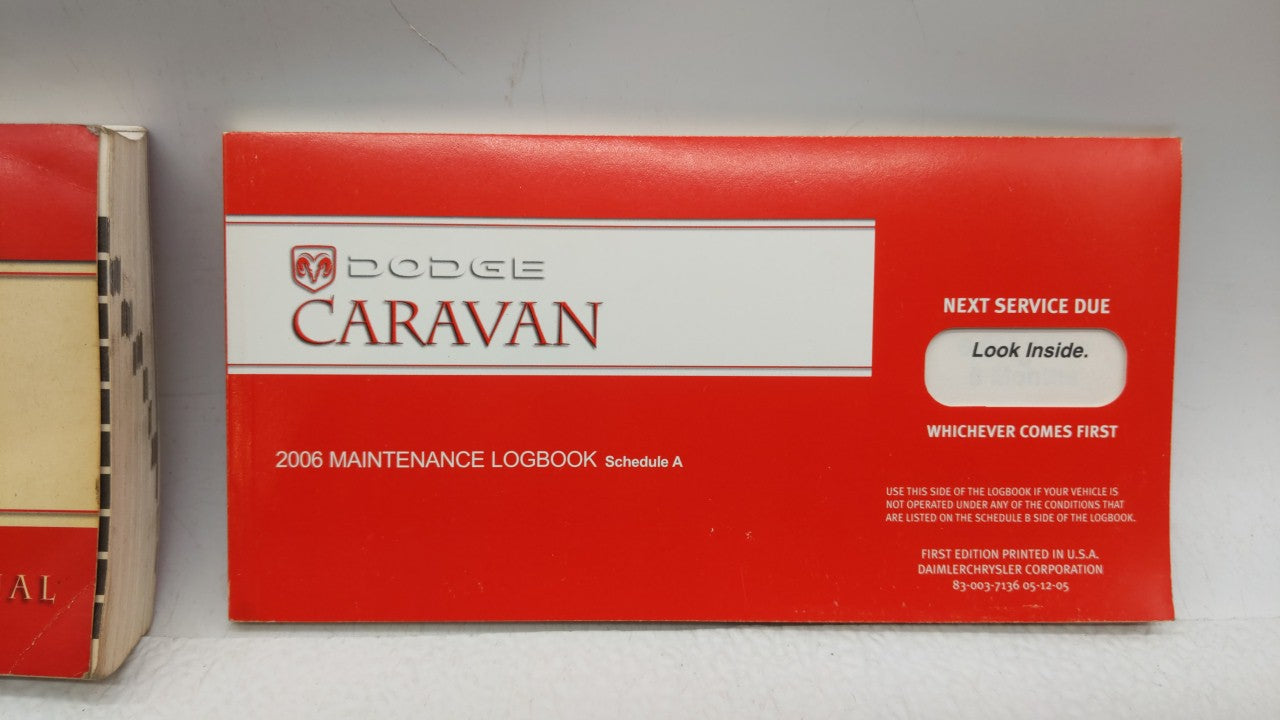 UAL
DODGE
CARAVAN
2006 MAINTENANCE LOGBOOK Schedule A
NEXT SERVICE DUE
Look Inside.
WHICHEVER COMES FIRST
USE THIS SIDE OF THE LOGBOOK IF YOUR VEHICLE IS
NOT OPERATED UNDER ANY OF THE CONDITIONS THAT
ARE LISTED ON THE SCHEDULE B SIDE OF THE LOGBOOK.
FIRST EDITION PRINTED IN U.S.A.
DAIMLERCHRYSLER CORPORATION
83-003-7136 05-12-05